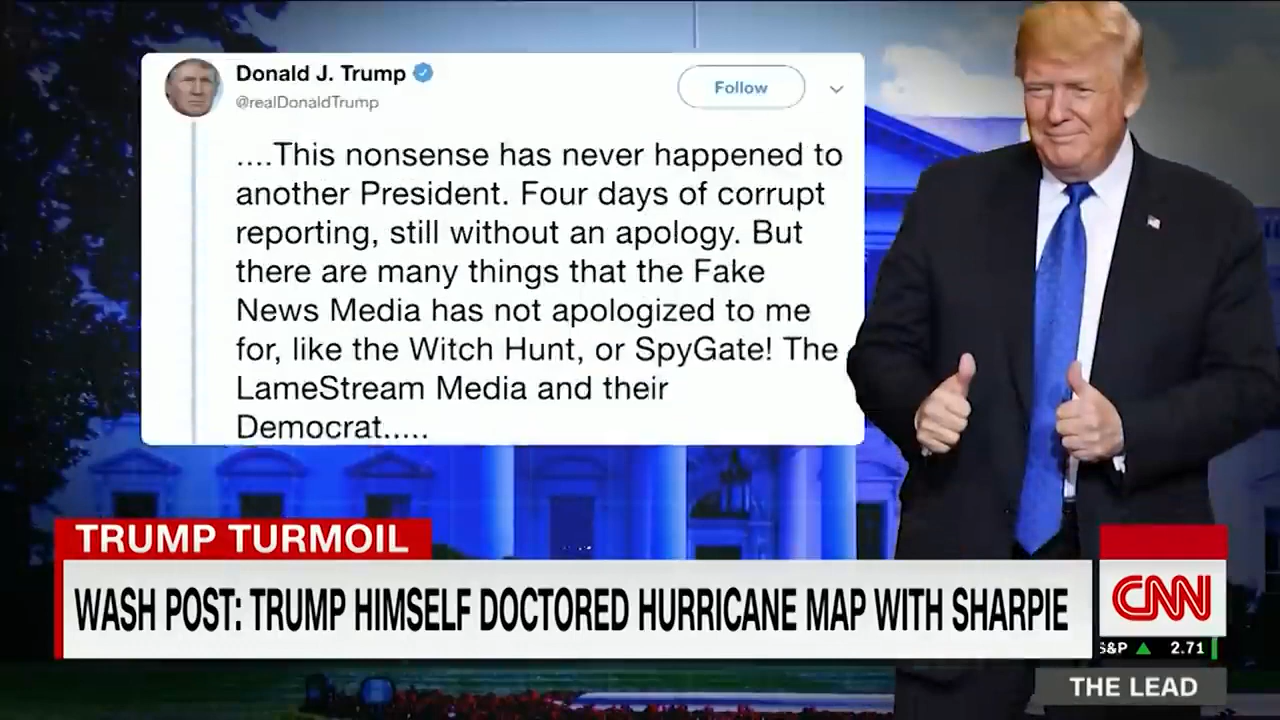 Donald J. Trump
@realDonaldTrump
Follow
....This nonsense has never happened to
another President. Four days of corrupt
reporting, still without an apology. But
there are many things that the Fake
News Media has not apologized to me
for, like the Witch Hunt, or SpyGate! The
LameStream Media and their
Democrat.....
TRUMP TURMOIL
WASH POST: TRUMP HIMSELF DOCTORED HURRICANE MAP WITH SHARPIE
CNN
S&P ▲ 2.71
THE LEAD